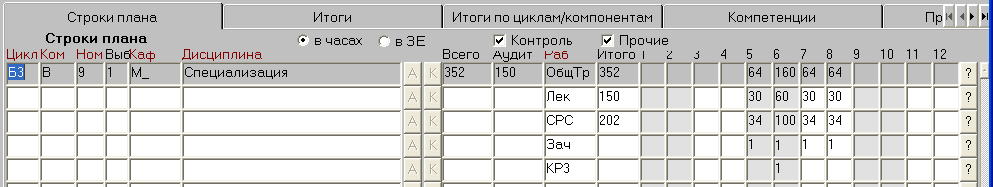 Строки плана Итоги Итоги по циклам/компонентам Компетенции Пр
Строки плана в часах в ЗЕ Контроль Прочие
Цикл Ком Ном Выб Каф Дисциплина Всего Аудит Раб Итого 1 2 3 4 5 6 7 8 9 10 11 12
Б3 В 9 1 М_ Специализация А К 352 150 ОбщТр 352 64 160 64 64 ?
А К Лек 150 30 60 30 30 ?
А К СРС 202 34 100 34 34 ?
А К Зач 1 1 1 1 ?
А К КР3 1 ?